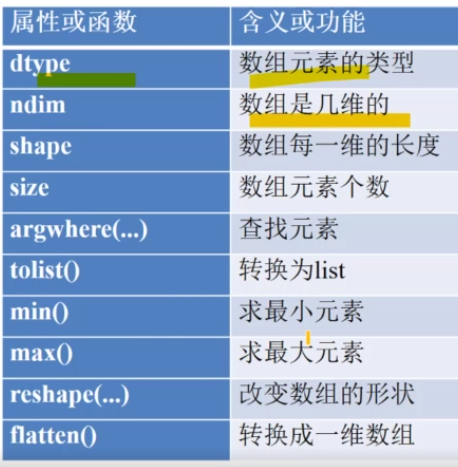 属性或函数 含义或功能
dtype 数组元素的类型
ndim 数组是几维的
shape 数组每一维的长度
size 数组元素个数
argwhere(...) 查找元素
tolist() 转换为list
min() 求最小元素
max() 求最大元素
reshape(...) 改变数组的形状
flatten() 转换成一维数组